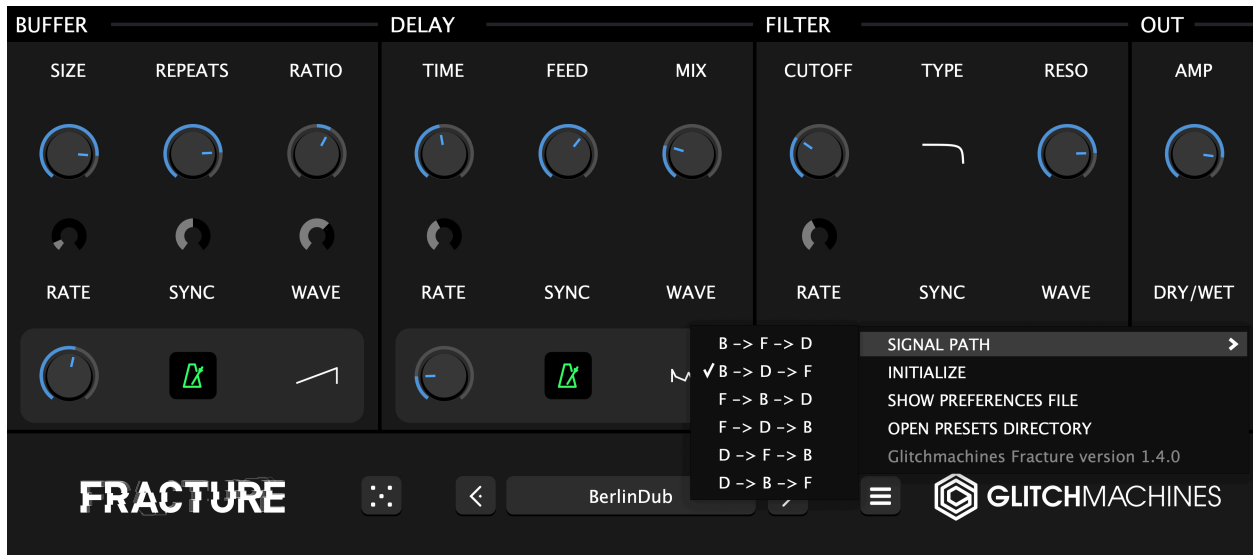 BUFFER DELAY FILTER OUT
SIZE REPEATS RATIO TIME FEED MIX CUTOFF TYPE RESO AMP
RATE SYNC WAVE RATE SYNC WAVE RATE SYNC WAVE DRY/WET
B -> F -> D
✓ B -> D -> F
F -> B -> D
F -> D -> B
D -> F -> B
D -> B -> F
SIGNAL PATH
INITIALIZE
SHOW PREFERENCES FILE
OPEN PRESETS DIRECTORY
Glitchmachines Fracture version 1.4.0
FRACTURE BerlinDub GLITCHMACHINES